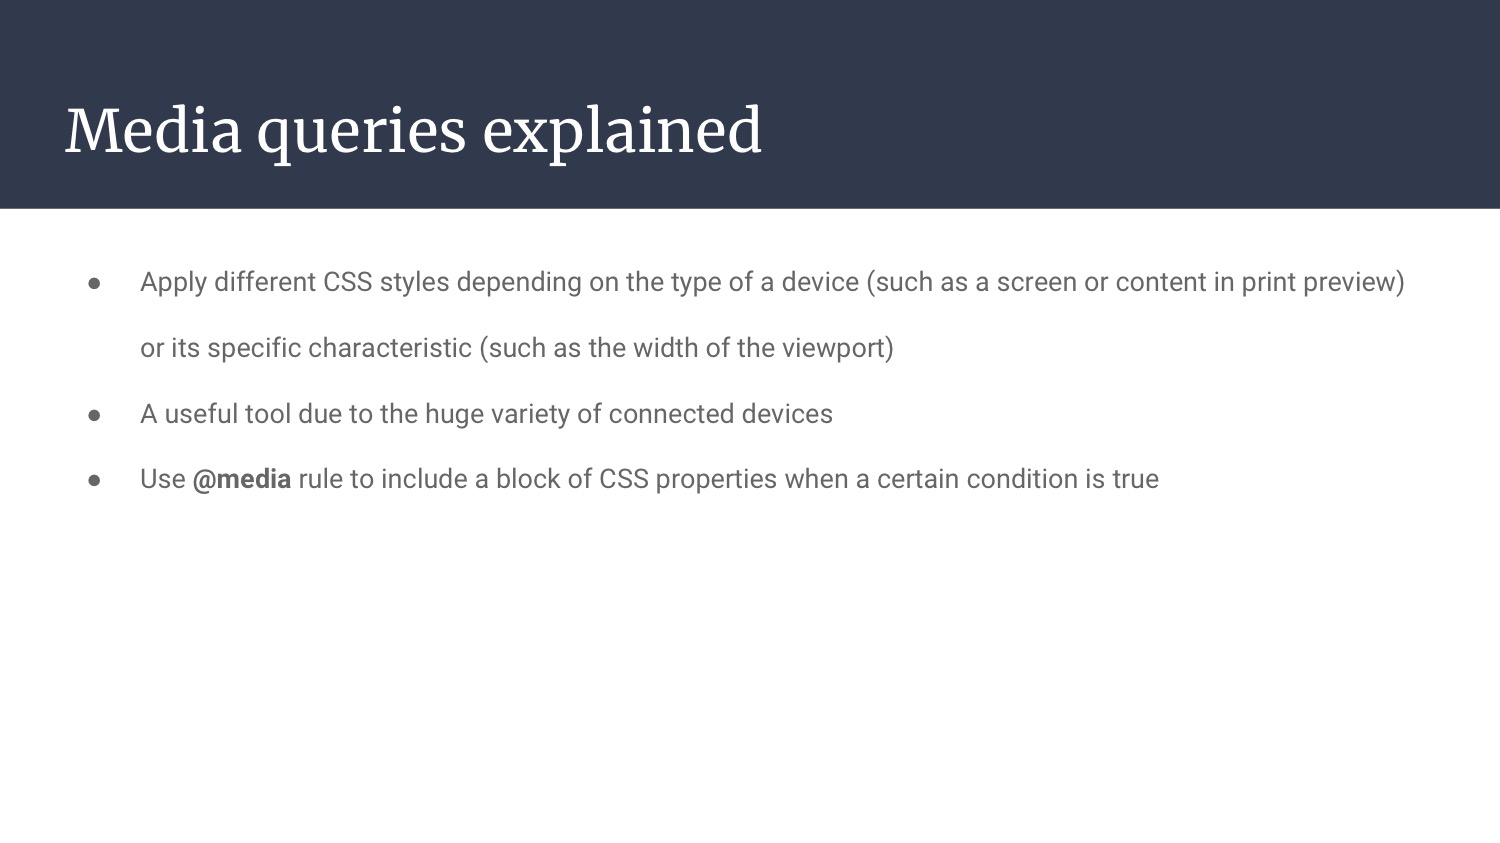 Media queries explained
● Apply different CSS styles depending on the type of a device (such as a screen or content in print preview)
or its specific characteristic (such as the width of the viewport)
● A useful tool due to the huge variety of connected devices
● Use @media rule to include a block of CSS properties when a certain condition is true